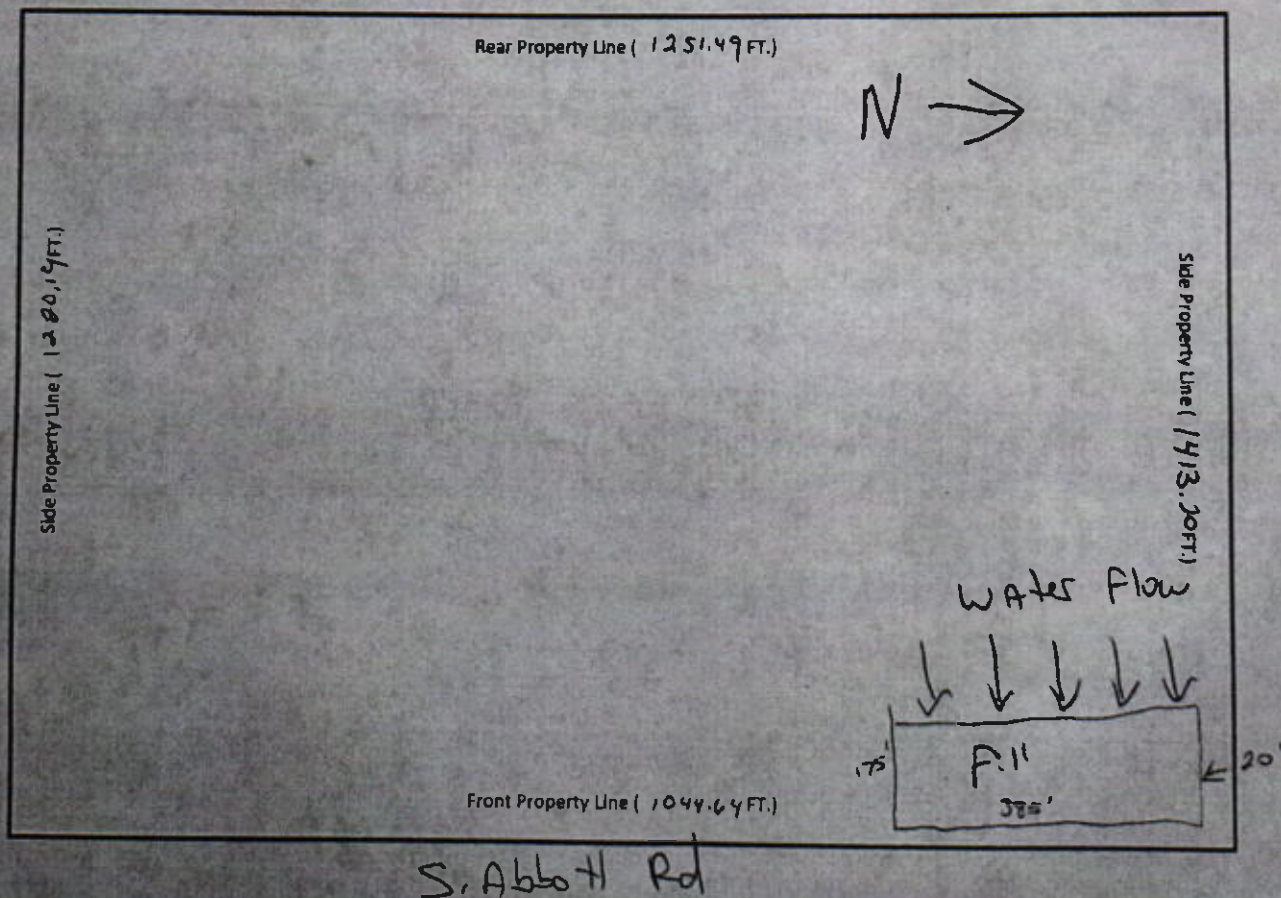 Rear Property Line ( 1251.49 FT.)
N
Side Property Line ( 1280.14 FT.)
Side Property Line ( 1413.20 FT.)
Water Flow
Fill
20'
Front Property Line ( 1044.64 FT.)
S. Abbott Rd